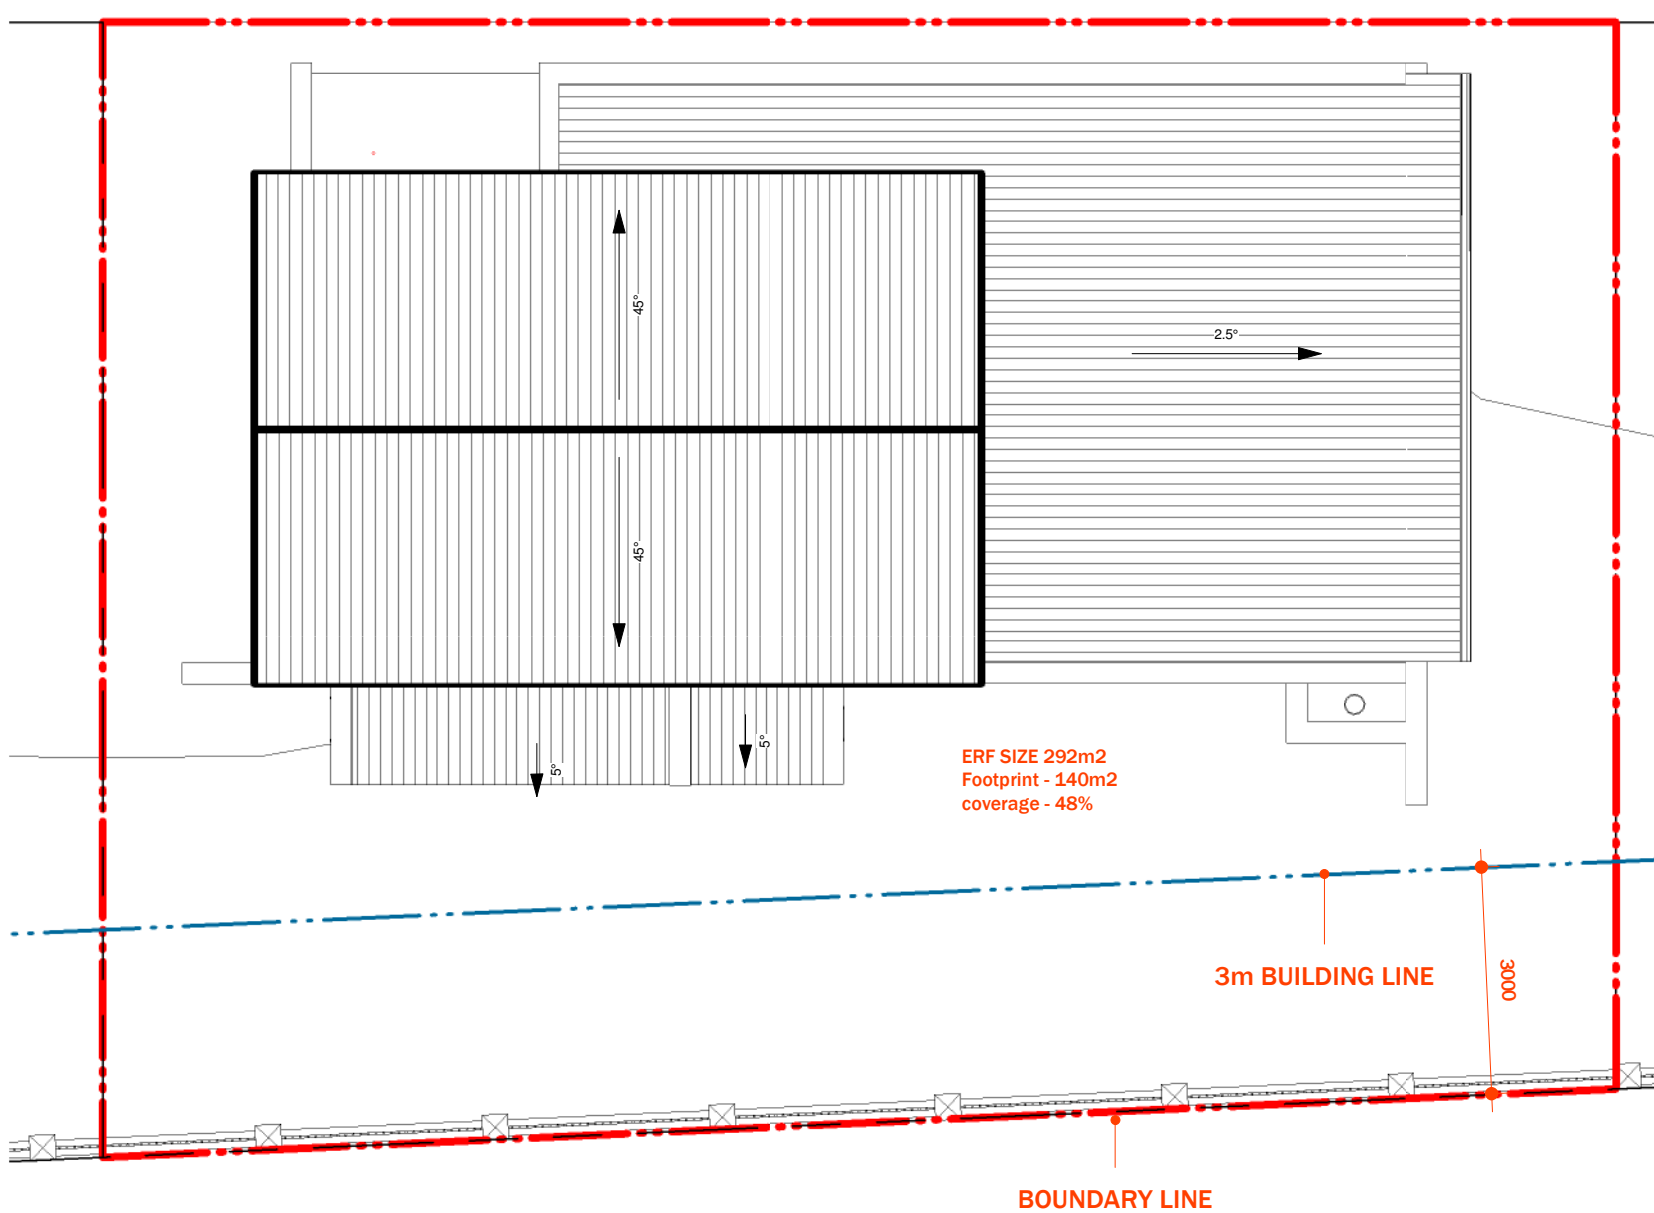 45°
2.5°
45°
5°
5°
ERF SIZE 292m2
Footprint - 140m2
coverage - 48%
3m BUILDING LINE
3000
BOUNDARY LINE